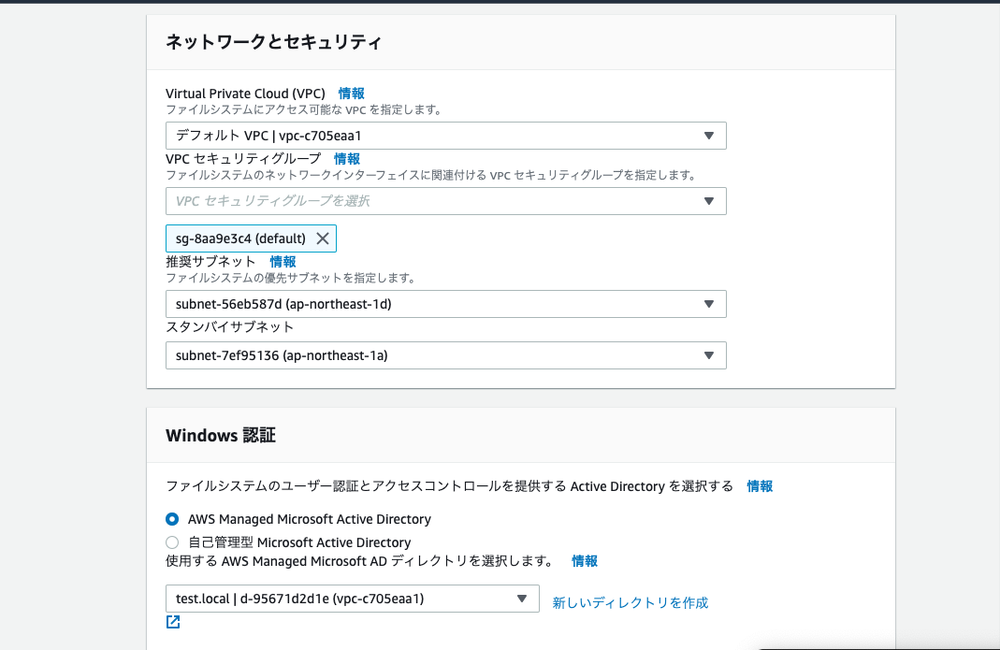 ネットワークとセキュリティ
Virtual Private Cloud (VPC) 情報
ファイルシステムにアクセス可能な VPC を指定します。
デフォルト VPC | vpc-c705eaa1
VPC セキュリティグループ 情報
ファイルシステムのネットワークインターフェイスに関連付ける VPC セキュリティグループを指定します。
VPC セキュリティグループを選択
sg-8aa9e3c4 (default)
推奨サブネット 情報
ファイルシステムの優先サブネットを指定します。
subnet-56eb587d (ap-northeast-1d)
スタンバイサブネット
subnet-7ef95136 (ap-northeast-1a)
Windows 認証
ファイルシステムのユーザー認証とアクセスコントロールを提供する Active Directory を選択する 情報
AWS Managed Microsoft Active Directory
自己管理型 Microsoft Active Directory
使用する AWS Managed Microsoft AD ディレクトリを選択します。 情報
test.local | d-95671d2d1e (vpc-c705eaa1) 新しいディレクトリを作成